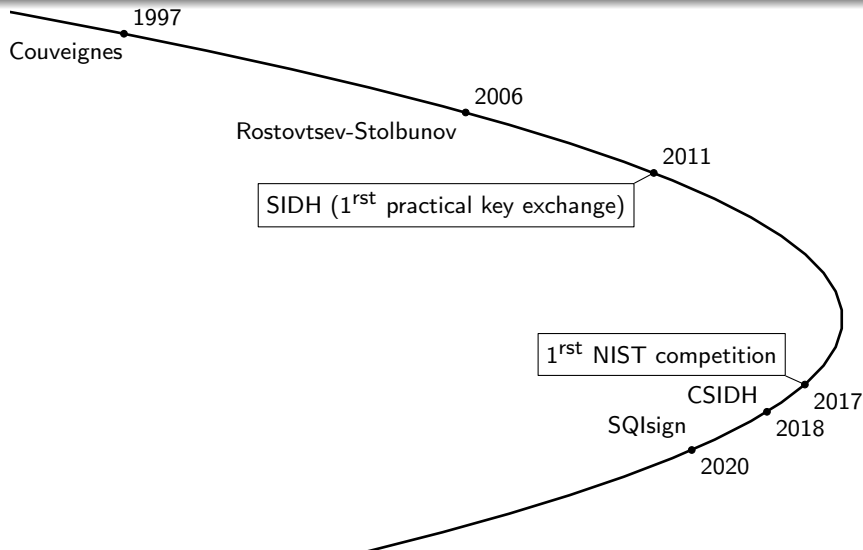 1997
Couveignes
2006
Rostovtsev-Stolbunov
2011
SIDH (1rst practical key exchange)
1rst NIST competition
CSIDH
2017
SQIsign
2018
2020